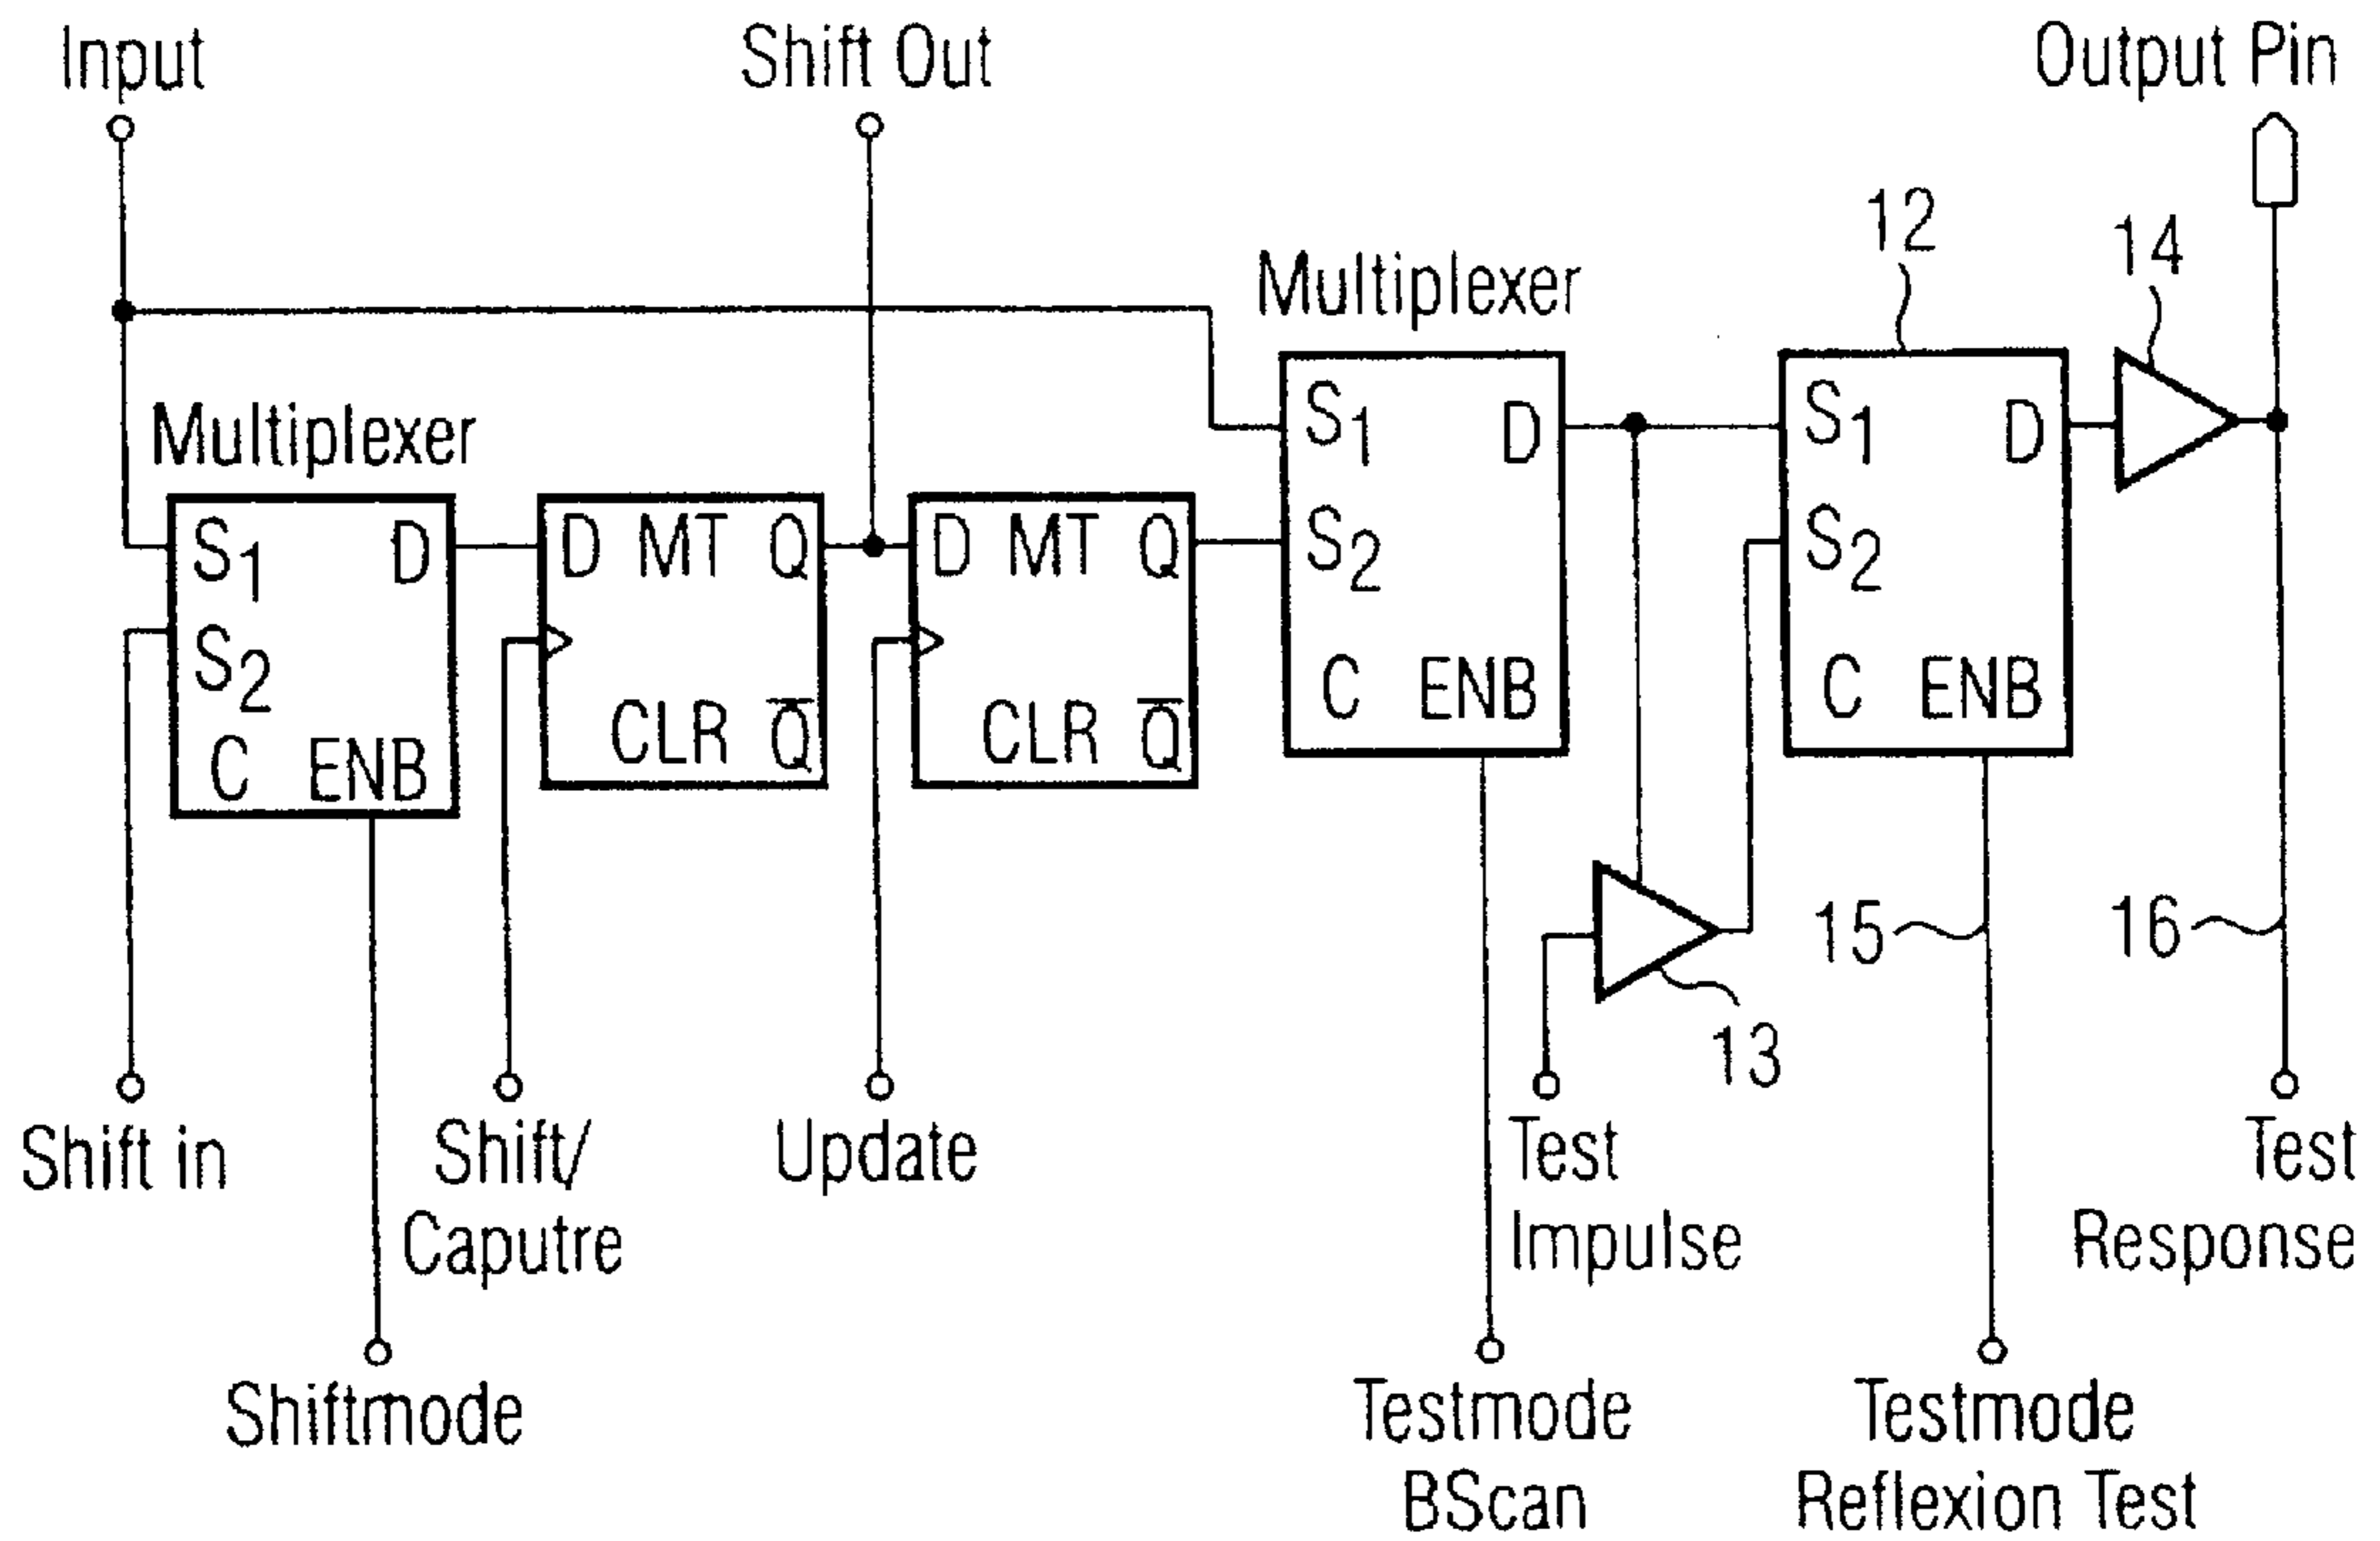 Input
Shift Out
Output Pin
12
14
Multiplexer
Multiplexer
S1 D
S2
C ENB
D MT Q
CLR Q̅
D MT Q
CLR Q̅
S1 D
S2
C ENB
S1 D
S2
C ENB
15
16
13
Shift in
Shift/
Caputre
Update
Test
Impulse
Test
Response
Shiftmode
Testmode
BScan
Testmode
Reflexion Test